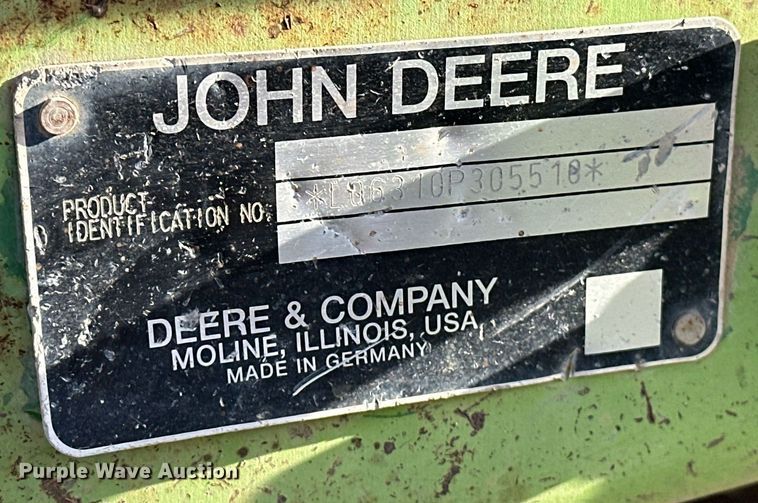 JOHN DEERE
PRODUCT
IDENTIFICATION NO.
*L06310P305510*
DEERE & COMPANY
MOLINE, ILLINOIS, USA
MADE IN GERMANY
Purple Wave Auction